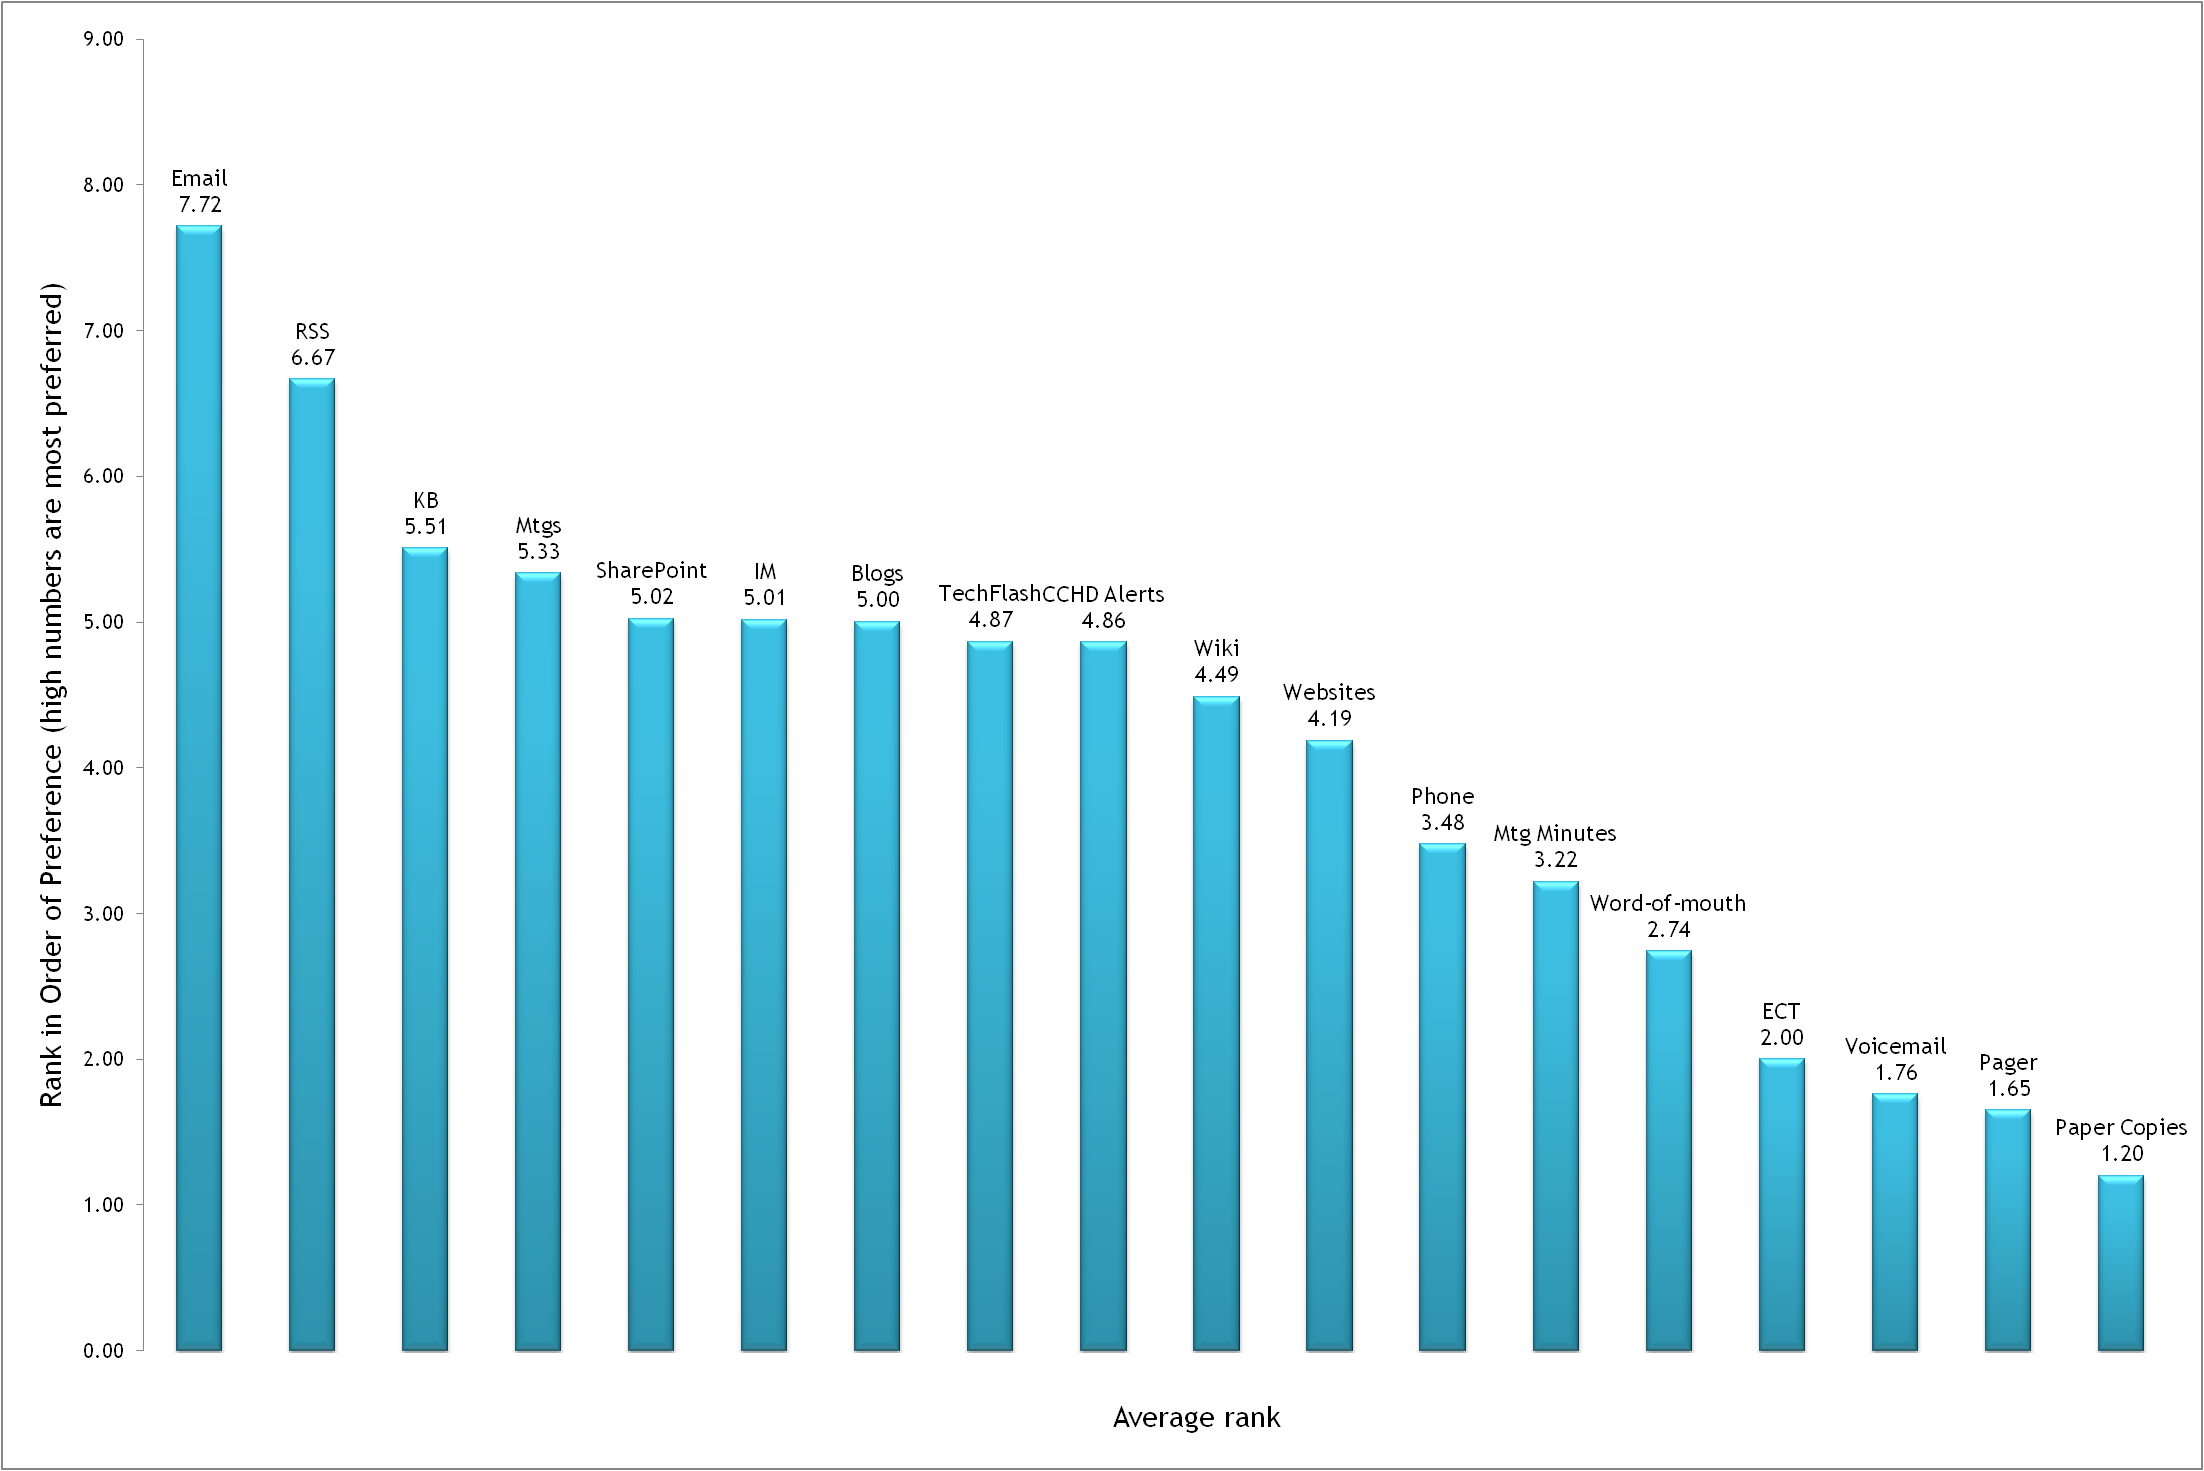 9.00
8.00
7.00
6.00
5.00
4.00
3.00
2.00
1.00
0.00
Rank in Order of Preference (high numbers are most preferred)
Email
7.72
RSS
6.67
KB
5.51
Mtgs
5.33
SharePoint
5.02
IM
5.01
Blogs
5.00
TechFlash
4.87
CCHD Alerts
4.86
Wiki
4.49
Websites
4.19
Phone
3.48
Mtg Minutes
3.22
Word-of-mouth
2.74
ECT
2.00
Voicemail
1.76
Pager
1.65
Paper Copies
1.20
Average rank